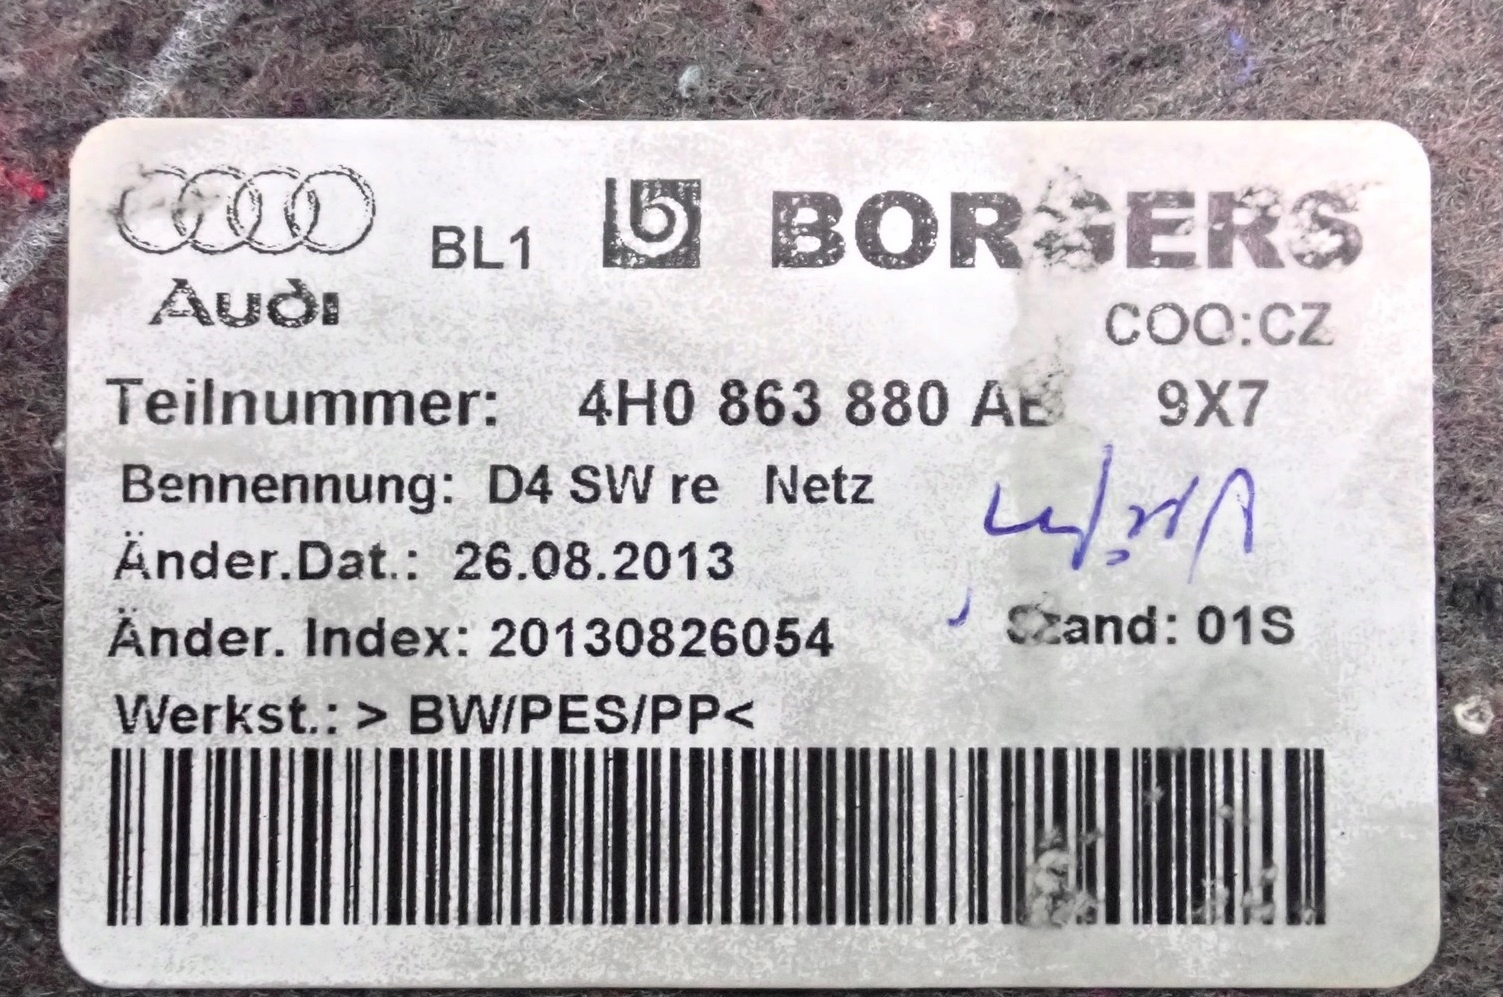 BL1 BORGERS
Audi
COO:CZ
Teilnummer: 4H0 863 880 9X7
Bennennung: D4 SW re Netz
Änder.Dat.: 26.08.2013
Änder. Index: 20130826054 Stand: 01S
Werkst.: > BW/PES/PP<